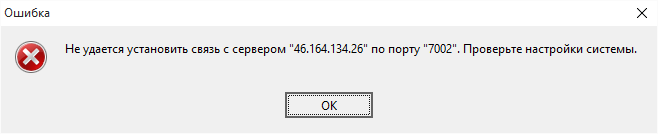 Ошибка
Не удается установить связь с сервером "46.164.134.26" по порту "7002". Проверьте настройки системы.
OK